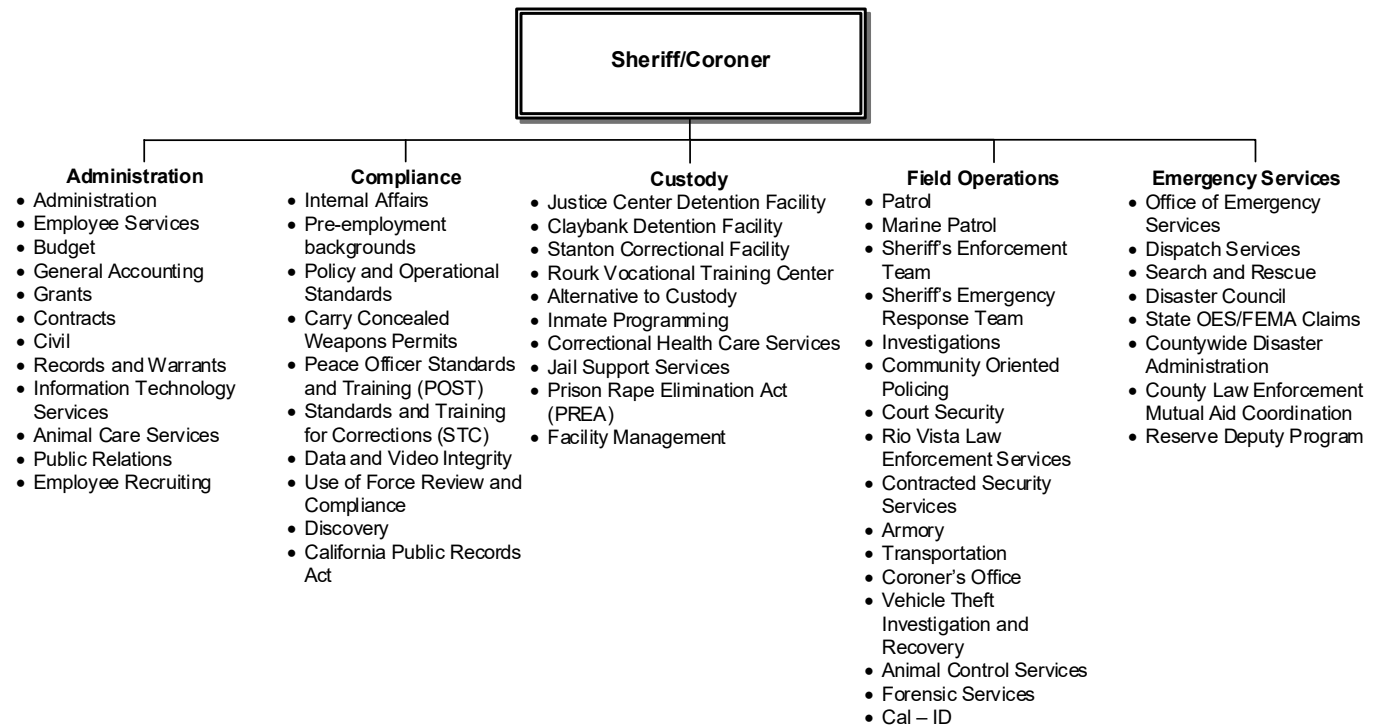 Sheriff/Coroner
Administration
• Administration
• Employee Services
• Budget
• General Accounting
• Grants
• Contracts
• Civil
• Records and Warrants
• Information Technology
Services
• Animal Care Services
• Public Relations
• Employee Recruiting
Compliance
• Internal Affairs
• Pre-employment
backgrounds
• Policy and Operational
Standards
• Carry Concealed
Weapons Permits
• Peace Officer Standards
and Training (POST)
• Standards and Training
for Corrections (STC)
• Data and Video Integrity
• Use of Force Review and
Compliance
• Discovery
• California Public Records
Act
Custody
• Justice Center Detention Facility
• Claybank Detention Facility
• Stanton Correctional Facility
• Rourk Vocational Training Center
• Alternative to Custody
• Inmate Programming
• Correctional Health Care Services
• Jail Support Services
• Prison Rape Elimination Act
(PREA)
• Facility Management
Field Operations
• Patrol
• Marine Patrol
• Sheriff's Enforcement
Team
• Sheriff's Emergency
Response Team
• Investigations
• Community Oriented
Policing
• Court Security
• Rio Vista Law
Enforcement Services
• Contracted Security
Services
• Armory
• Transportation
• Coroner's Office
• Vehicle Theft
Investigation and
Recovery
• Animal Control Services
• Forensic Services
• Cal – ID
Emergency Services
• Office of Emergency
Services
• Dispatch Services
• Search and Rescue
• Disaster Council
• State OES/FEMA Claims
• Countywide Disaster
Administration
• County Law Enforcement
Mutual Aid Coordination
• Reserve Deputy Program